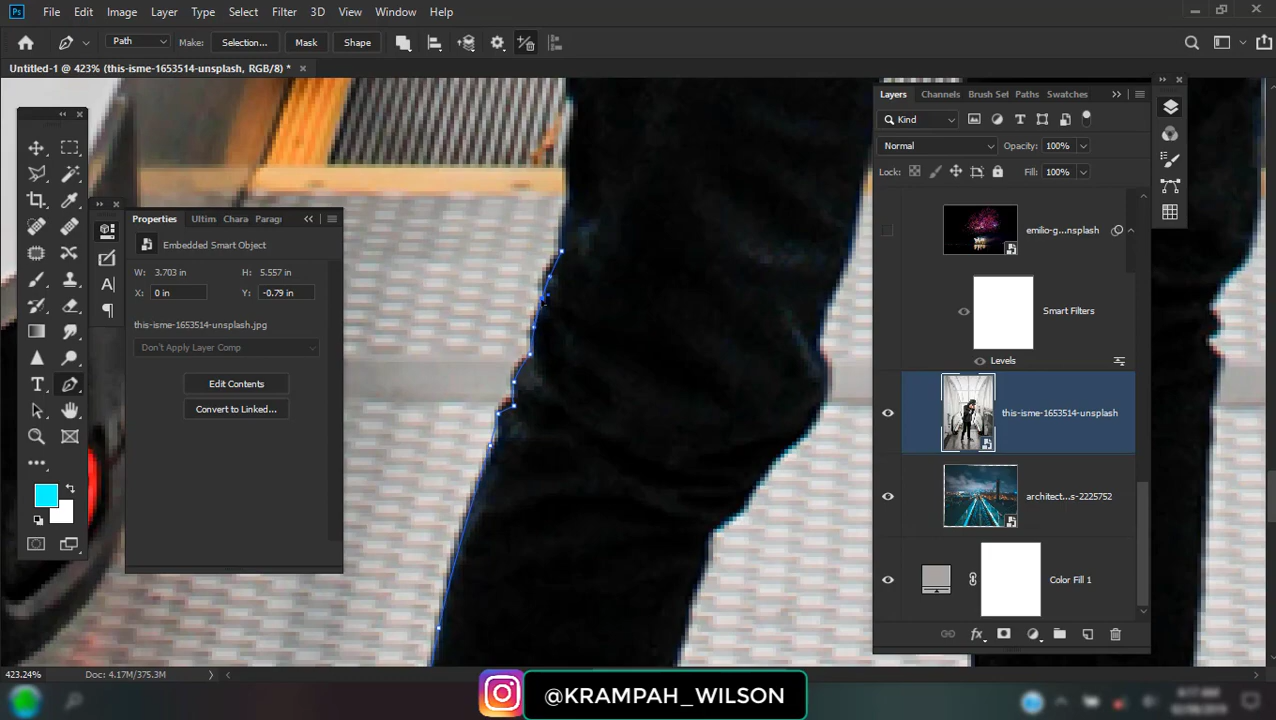 Ps File Edit Image Layer Type Select Filter 3D View Window Help
Path Make: Selection... Mask Shape
Untitled-1 @ 423% (this-isme-1653514-unsplash, RGB/8) *
Properties Ultim Chara Paragr
Embedded Smart Object
W: 3.703 in H: 5.557 in
X: 0 in Y: -0.79 in
this-isme-1653514-unsplash.jpg
Don't Apply Layer Comp
Edit Contents
Convert to Linked...
Layers Channels Brush Set Paths Swatches
Kind
Normal Opacity: 100%
Lock: Fill: 100%
emilio-g...nsplash
Smart Filters
Levels
this-isme-1653514-unsplash
architect...s-2225752
Color Fill 1
fx
423.24% Doc: 4.17M/375.3M
@KRAMPAH_WILSON